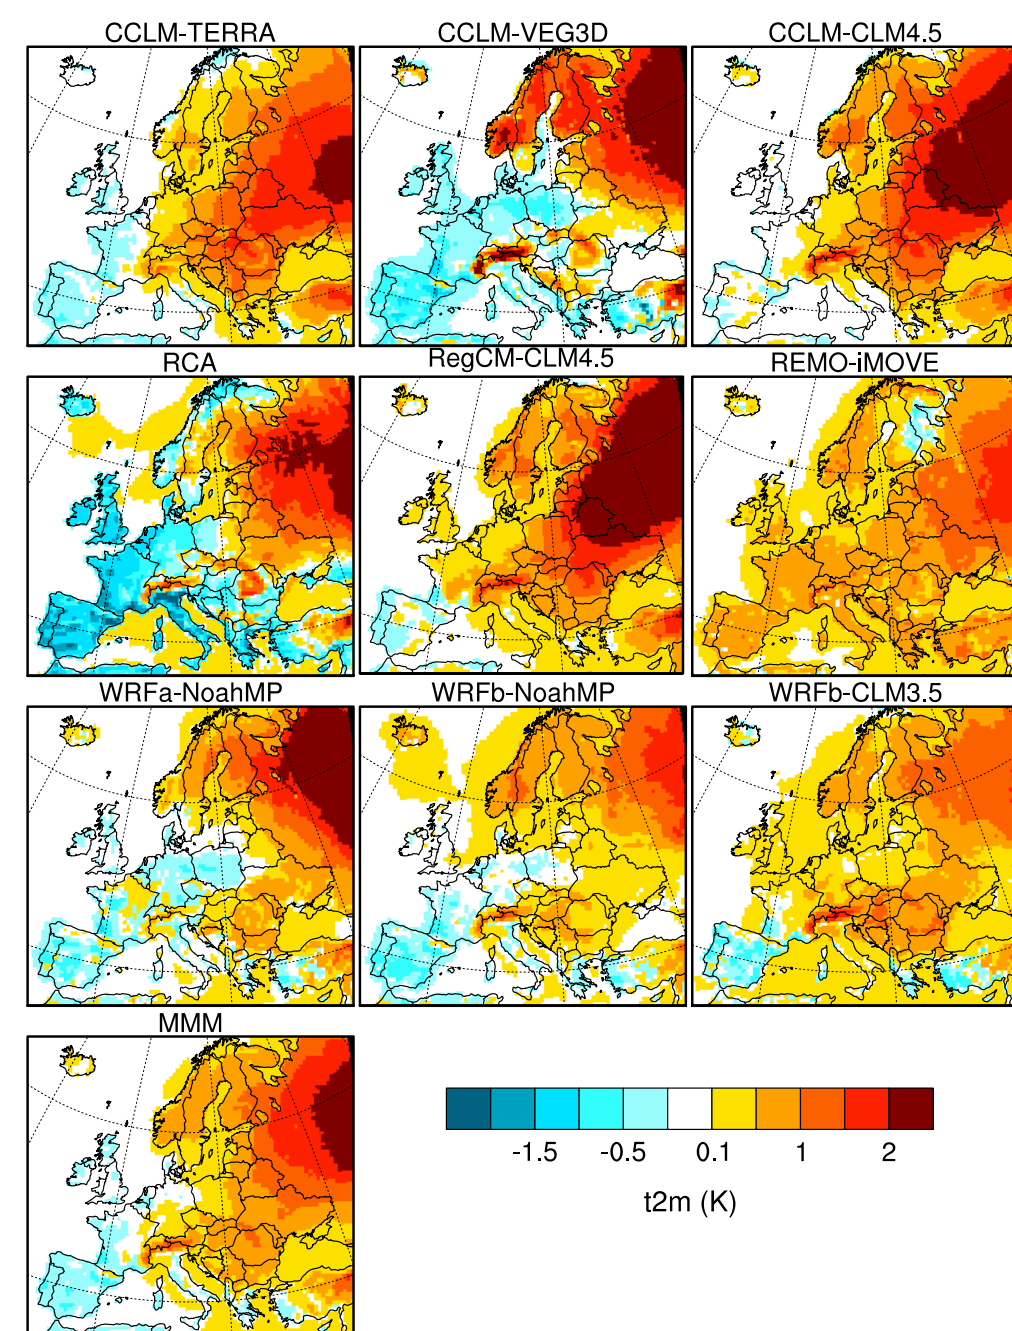 CCLM-TERRA CCLM-VEG3D CCLM-CLM4.5
RCA RegCM-CLM4.5 REMO-iMOVE
WRFa-NoahMP WRFb-NoahMP WRFb-CLM3.5
MMM
-1.5 -0.5 0.1 1 2
t2m (K)